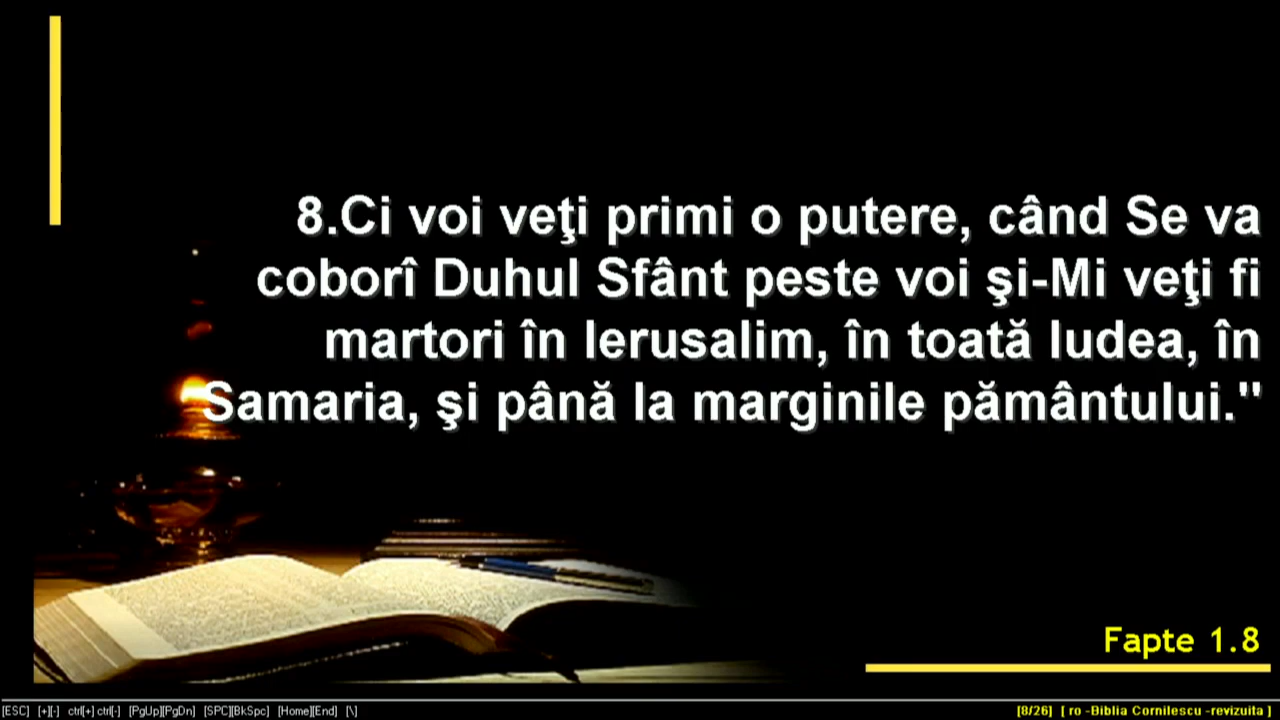 8.Ci voi veţi primi o putere, când Se va
coborî Duhul Sfânt peste voi şi-Mi veţi fi
martori în Ierusalim, în toată Iudea, în
Samaria, şi până la marginile pământului."
Fapte 1.8
[ESC] [+][-] ctrl[+] ctrl[-] [PgUp][PgDn] [SPC][BkSpc] [Home][End] [\]
[8/26] [ ro -Biblia Cornilescu -revizuita ]